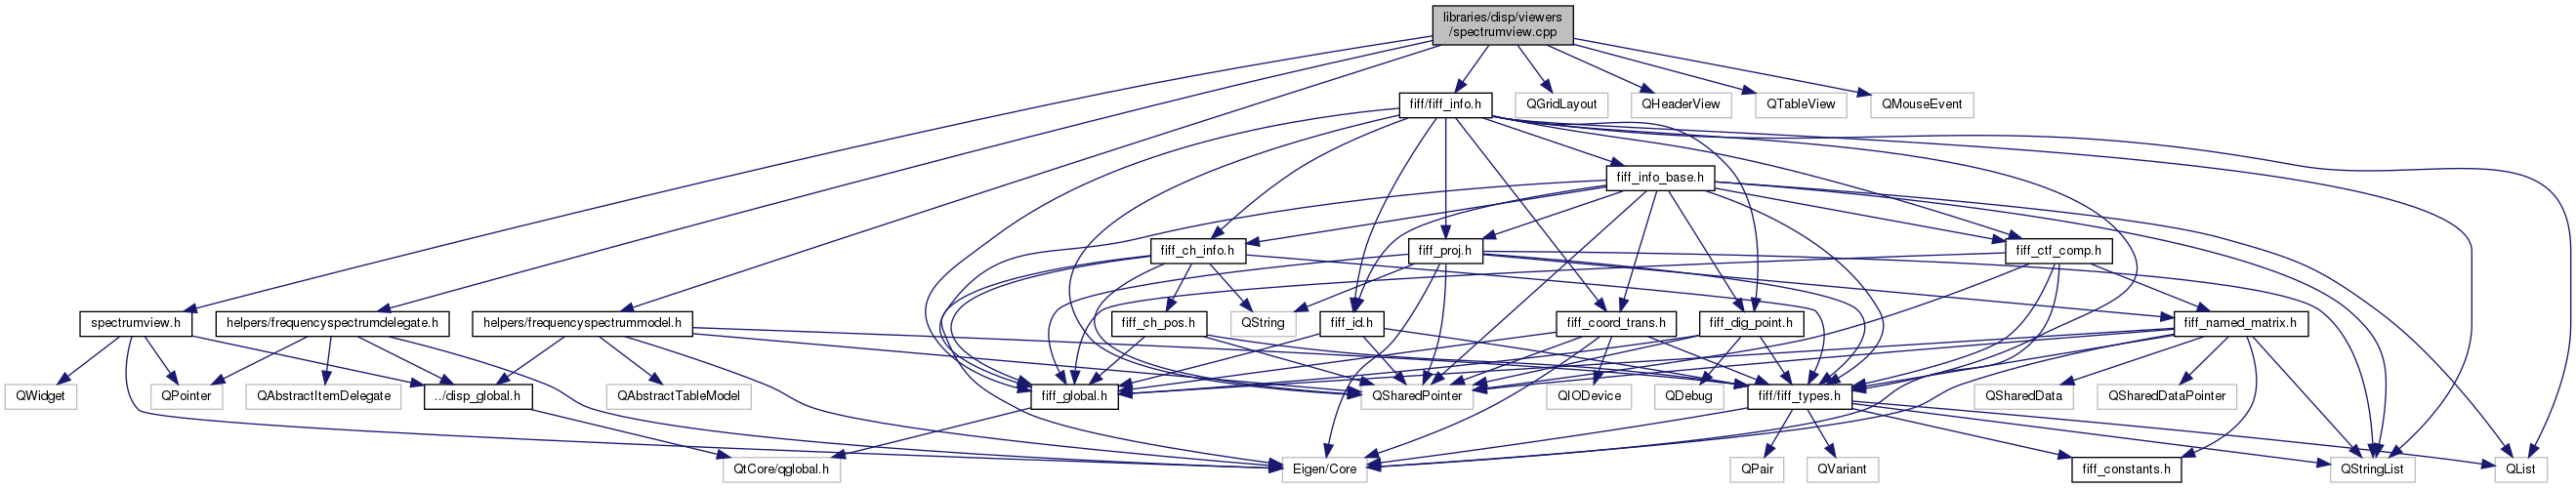 libraries/disp/viewers
/spectrumview.cpp
fiff/fiff_info.h
QGridLayout
QHeaderView
QTableView
QMouseEvent
fiff_info_base.h
fiff_ch_info.h
fiff_proj.h
fiff_ctf_comp.h
spectrumview.h
helpers/frequencyspectrumdelegate.h
helpers/frequencyspectrummodel.h
fiff_ch_pos.h
QString
fiff_id.h
fiff_coord_trans.h
fiff_dig_point.h
fiff_named_matrix.h
QWidget
QPointer
QAbstractItemDelegate
../disp_global.h
QAbstractTableModel
fiff_global.h
QSharedPointer
QIODevice
QDebug
fiff/fiff_types.h
QSharedData
QSharedDataPointer
QtCore/qglobal.h
Eigen/Core
QPair
QVariant
fiff_constants.h
QStringList
QList